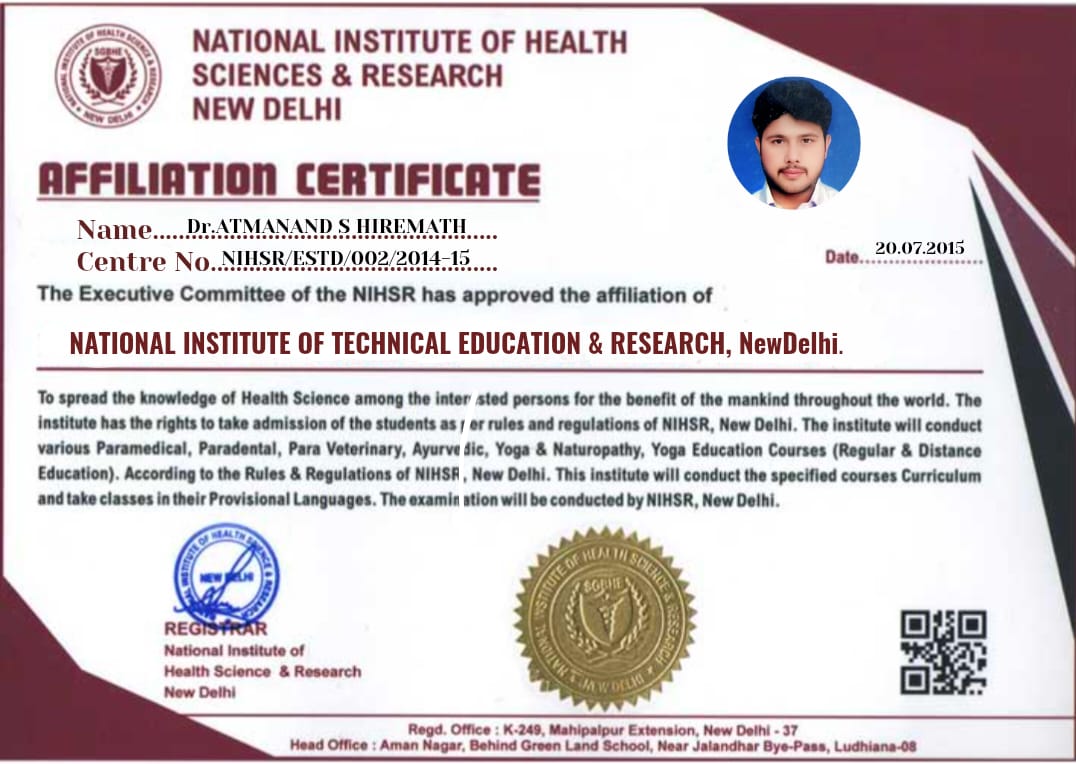 NATIONAL INSTITUTE OF HEALTH
SCIENCES & RESEARCH
NEW DELHI
NATIONAL INSTITUTE OF HEALTH SCIENCE & RESEARCH
SGBHE
NEW DELHI
AFFILIATION CERTIFICATE
Name......Dr.ATMANAND S HIREMATH......
Centre No. NIHSR/ESTD/002/2014-15
Date...20.07.2015
The Executive Committee of the NIHSR has approved the affiliation of
NATIONAL INSTITUTE OF TECHNICAL EDUCATION & RESEARCH, NewDelhi.
To spread the knowledge of Health Science among the inter sted persons for the benefit of the mankind throughout the world. The
institute has the rights to take admission of the students as per rules and regulations of NIHSR, New Delhi. The institute will conduct
various Paramedical, Paradental, Para Veterinary, Ayurvedic, Yoga & Naturopathy, Yoga Education Courses (Regular & Distance
Education). According to the Rules & Regulations of NIHSR, New Delhi. This institute will conduct the specified courses Curriculum
and take classes in their Provisional Languages. The examination will be conducted by NIHSR, New Delhi.
NATIONAL INSTITUTE OF HEALTH SCIENCE & RESEARCH
NEW DELHI
REGISTRAR
National Institute of
Health Science & Research
New Delhi
NATIONAL INSTITUTE OF HEALTH SCIENCE & RESEARCH
SGBHE
NEW DELHI
Regd. Office : K-249, Mahipalpur Extension, New Delhi - 37
Head Office : Aman Nagar, Behind Green Land School, Near Jalandhar Bye-Pass, Ludhiana-08